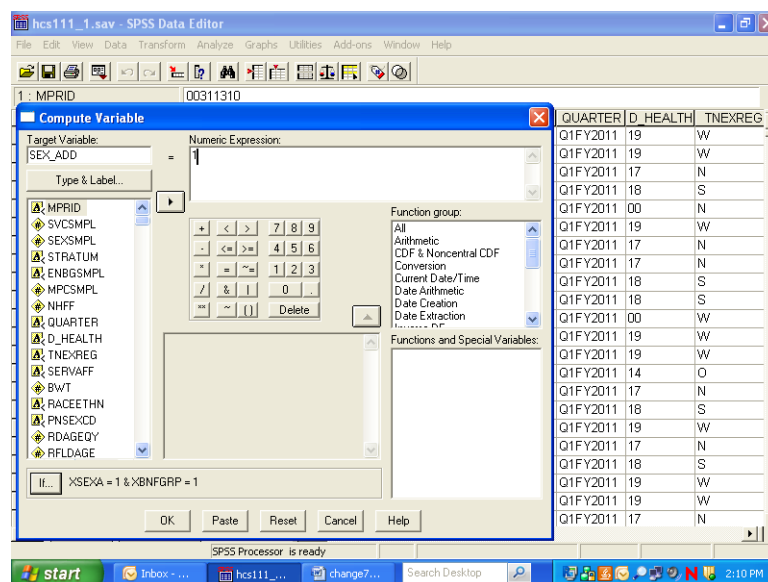 hcs111_1.sav - SPSS Data Editor
File Edit View Data Transform Analyze Graphs Utilities Add-ons Window Help
1 : MPRID 00311310
Compute Variable
Target Variable:
SEX_ADD
=
Numeric Expression:
1
Type & Label...
MPRID
SVCSMPL
SEXSMPL
STRATUM
ENBGSMPL
MPCSMPL
NHFF
QUARTER
D_HEALTH
TNEXREG
SERVAFF
BWT
RACEETHN
PNSEXCD
RDAGEQY
RFLDAGE
+ < > 7 8 9
- <= >= 4 5 6
* = ~= 1 2 3
/ & | 0 .
** ~ () Delete
Function group:
All
Arithmetic
CDF & Noncentral CDF
Conversion
Current Date/Time
Date Arithmetic
Date Creation
Date Extraction
Inverse DF
Functions and Special Variables:
If... XSEXA = 1 & XBNFGRP = 1
OK Paste Reset Cancel Help
QUARTER D_HEALTH TNEXREG
Q1FY2011 19 W
Q1FY2011 19 W
Q1FY2011 17 N
Q1FY2011 18 S
Q1FY2011 00 N
Q1FY2011 19 W
Q1FY2011 17 N
Q1FY2011 17 N
Q1FY2011 18 S
Q1FY2011 18 S
Q1FY2011 00 W
Q1FY2011 19 W
Q1FY2011 19 W
Q1FY2011 14 O
Q1FY2011 17 N
Q1FY2011 18 S
Q1FY2011 19 W
Q1FY2011 17 N
Q1FY2011 18 S
Q1FY2011 19 W
Q1FY2011 19 W
Q1FY2011 17 N
SPSS Processor is ready
start Inbox - ... hcs111_... change7... Search Desktop 2:10 PM